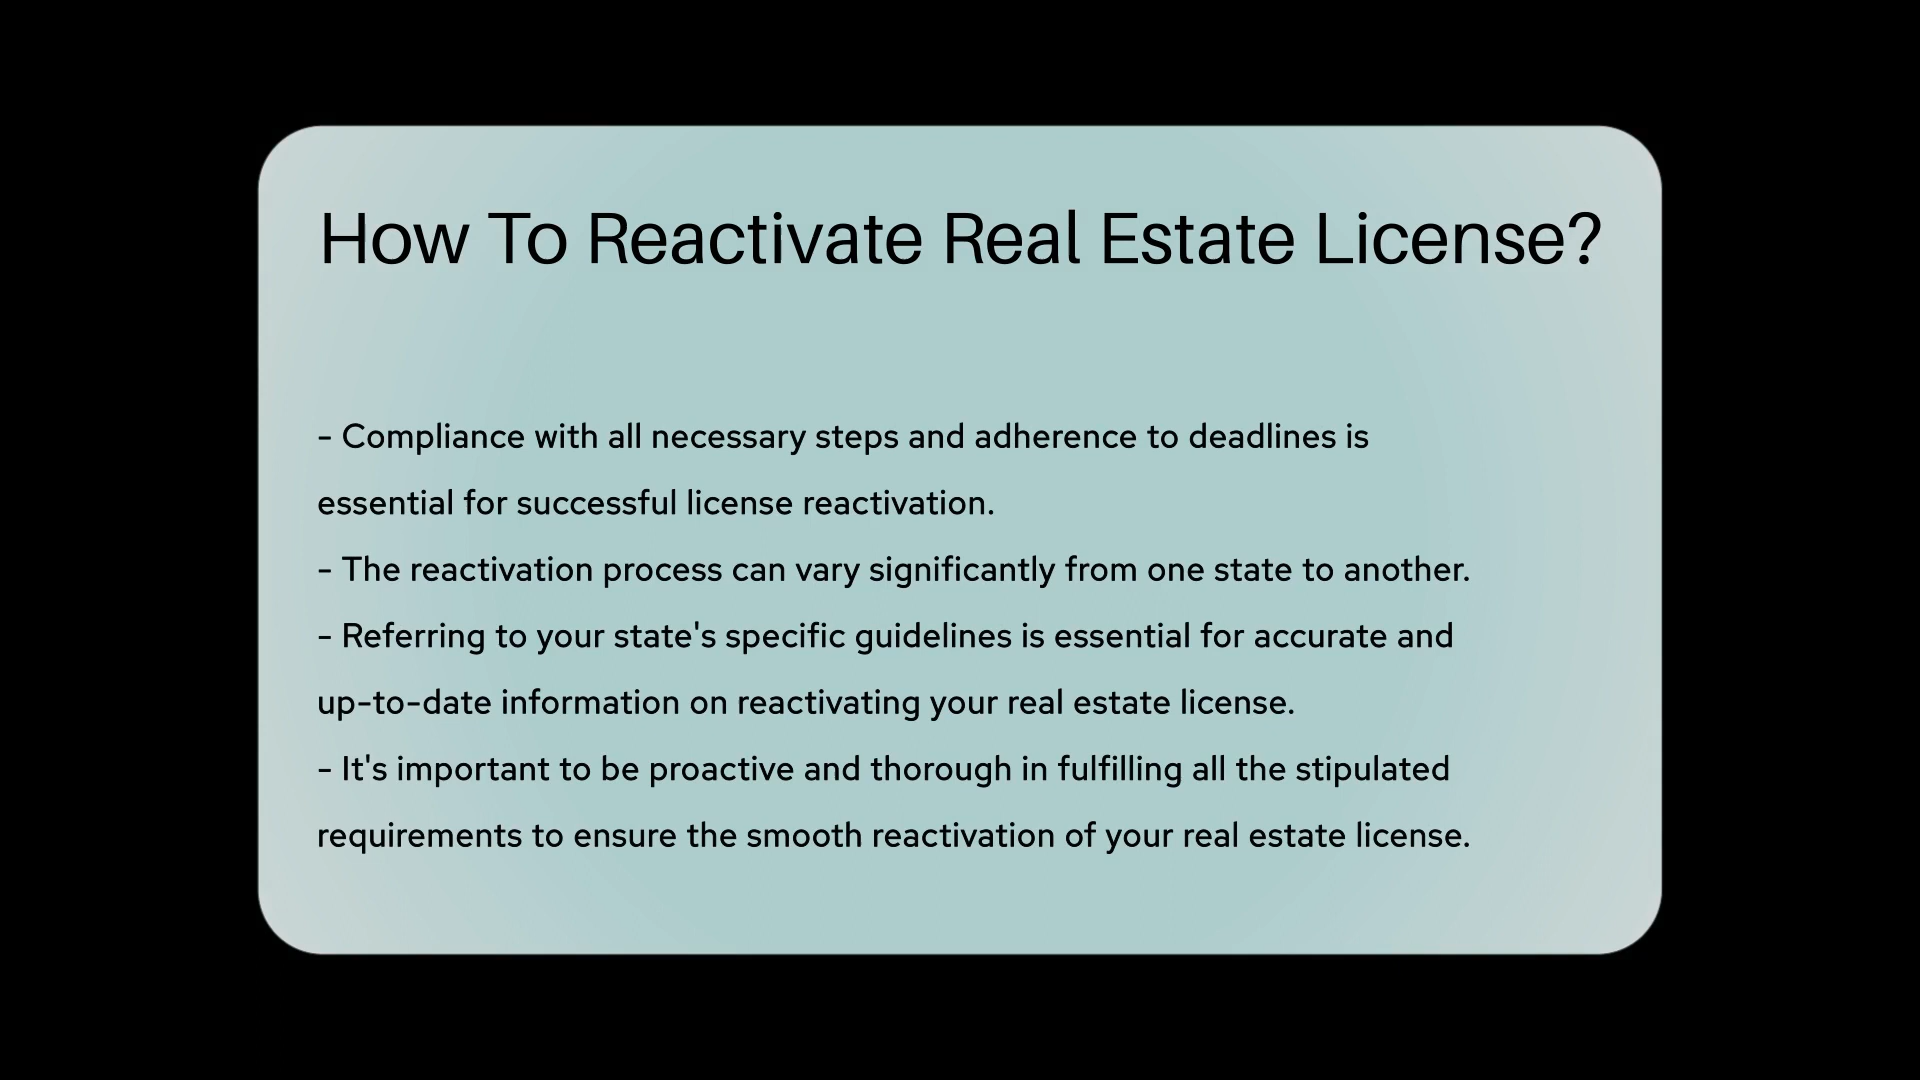 How To Reactivate Real Estate License?
- Compliance with all necessary steps and adherence to deadlines is
essential for successful license reactivation.
- The reactivation process can vary significantly from one state to another.
- Referring to your state's specific guidelines is essential for accurate and
up-to-date information on reactivating your real estate license.
- It's important to be proactive and thorough in fulfilling all the stipulated
requirements to ensure the smooth reactivation of your real estate license.